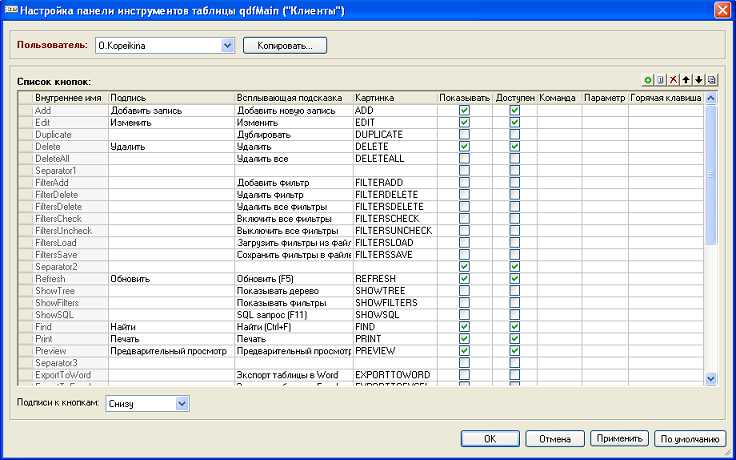 Настройка панели инструментов таблицы qdfMain ("Клиенты")
Пользователь: O.Kopeikina Копировать...
Список кнопок:
Внутреннее имя Подпись Всплывающая подсказка Картинка Показывать Доступен Команда Параметр Горячая клавиша
Add Добавить запись Добавить новую запись ADD
Edit Изменить Изменить EDIT
Duplicate Дублировать DUPLICATE
Delete Удалить Удалить DELETE
DeleteAll Удалить все DELETEALL
Separator1
FilterAdd Добавить фильтр FILTERADD
FilterDelete Удалить фильтр FILTERDELETE
FiltersDelete Удалить все фильтры FILTERSDELETE
FiltersCheck Включить все фильтры FILTERSCHECK
FiltersUncheck Выключить все фильтры FILTERSUNCHECK
FiltersLoad Загрузить фильтры из файл FILTERSLOAD
FiltersSave Сохранить фильтры в файле FILTERSSAVE
Separator2
Refresh Обновить Обновить (F5) REFRESH
ShowTree Показывать дерево SHOWTREE
ShowFilters Показывать фильтры SHOWFILTERS
ShowSQL SQL запрос (F11) SHOWSQL
Find Найти Найти (Ctrl+F) FIND
Print Печать Печать PRINT
Preview Предварительный просмотр Предварительный просмотр PREVIEW
Separator3
ExportToWord Экспорт таблицы в Word EXPORTTOWORD
Подписи к кнопкам: Снизу
OK Отмена Применить По умолчанию